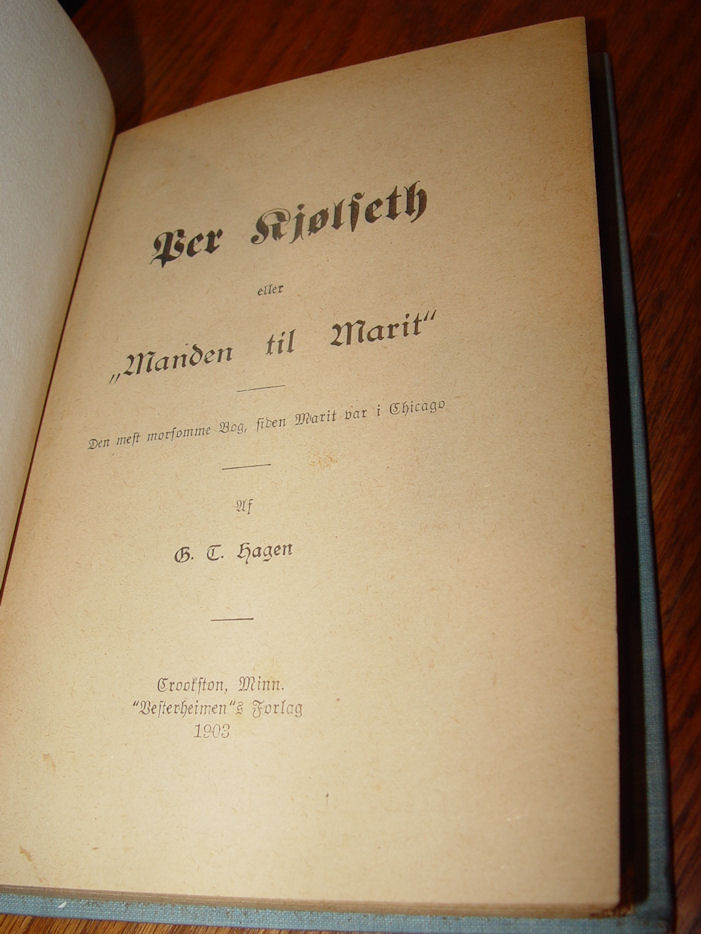 Per Kjølseth
eller
„Manden til Marit“
Den mest morsomme Bog, siden Marit var i Chicago
Af
G. T. Hagen
Crookston, Minn.
“Vesterheimen“s Forlag
1903